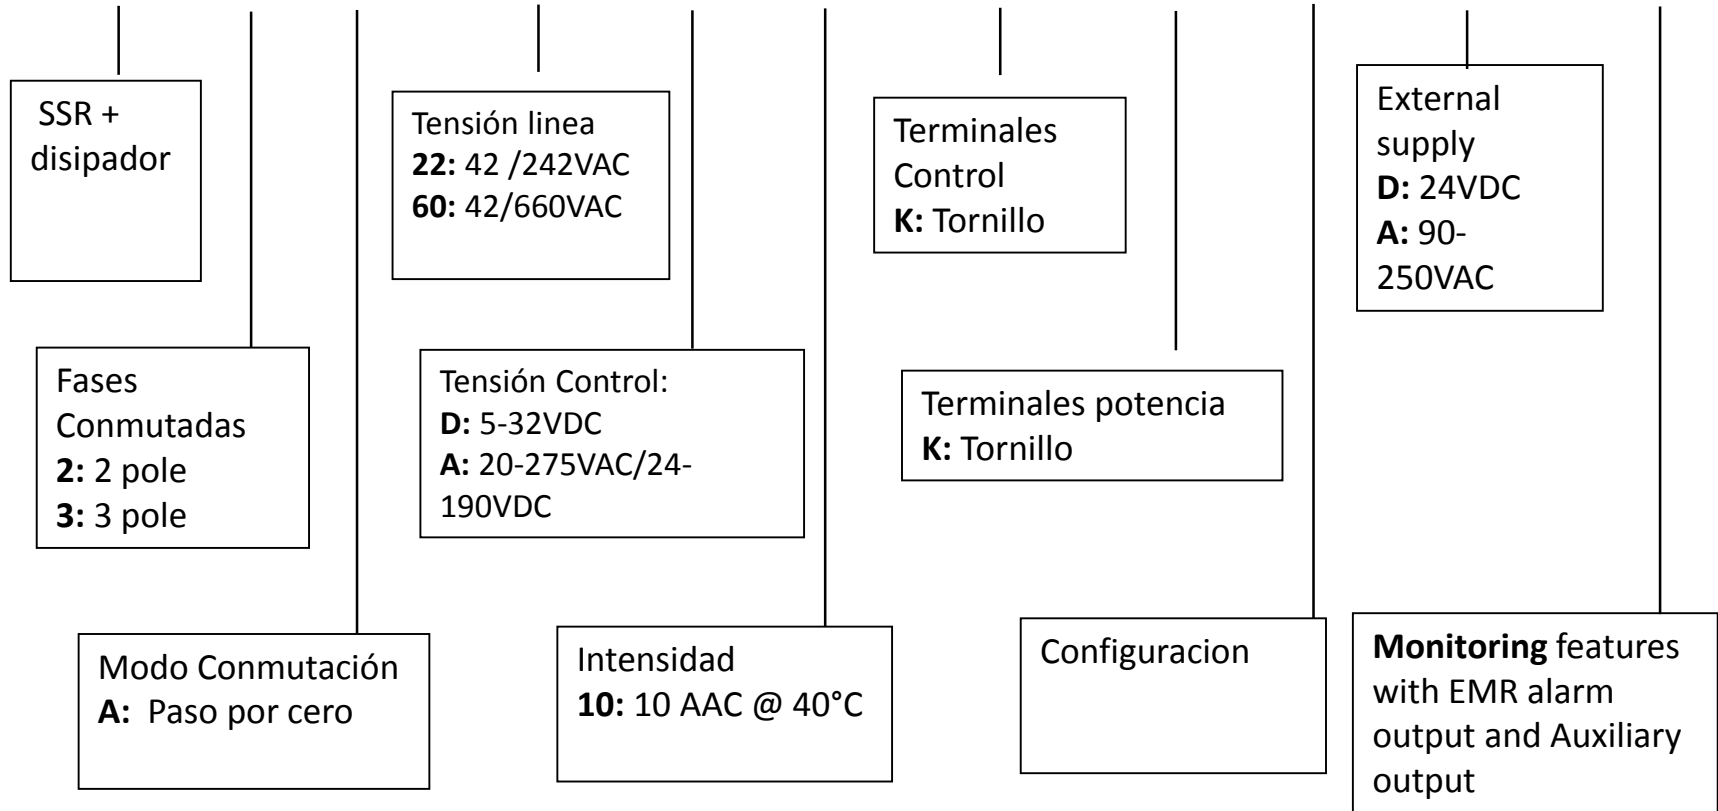 SSR +
disipador
Tensión linea
22: 42 /242VAC
60: 42/660VAC
Terminales
Control
K: Tornillo
External
supply
D: 24VDC
A: 90-
250VAC
Fases
Conmutadas
2: 2 pole
3: 3 pole
Tensión Control:
D: 5-32VDC
A: 20-275VAC/24-
190VDC
Terminales potencia
K: Tornillo
Modo Conmutación
A: Paso por cero
Intensidad
10: 10 AAC @ 40°C
Configuracion
Monitoring features
with EMR alarm
output and Auxiliary
output